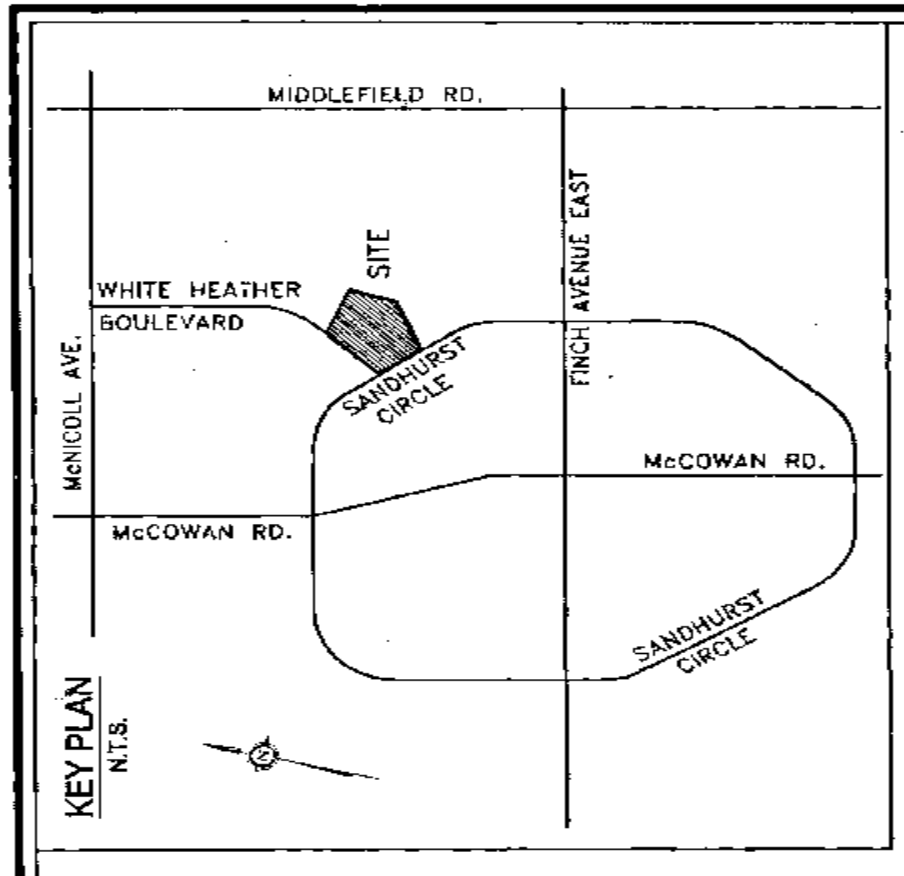 MIDDLEFIELD RD.
FINCH AVENUE EAST
SITE
WHITE HEATHER
BOULEVARD
McNICOLL AVE.
SANDHURST
CIRCLE
McCOWAN RD.
McCOWAN RD.
SANDHURST
CIRCLE
KEY PLAN
N.T.S.
N